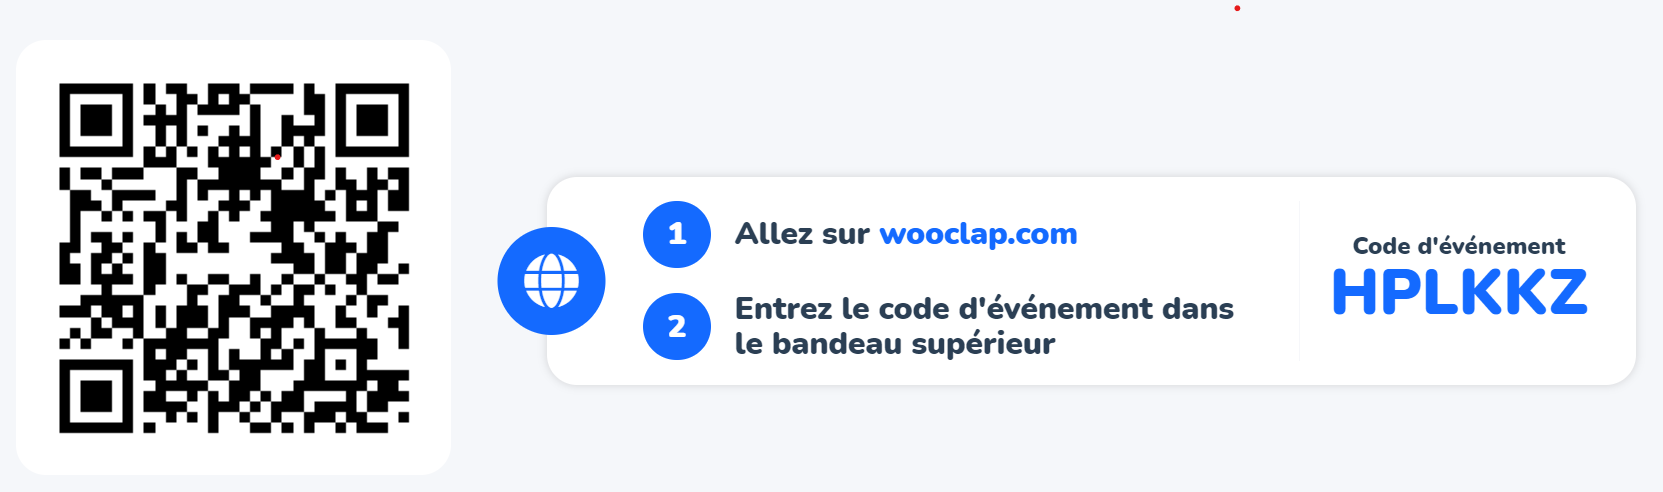 1 Allez sur wooclap.com
2 Entrez le code d'événement dans
le bandeau supérieur
Code d'événement
HPLKKZ